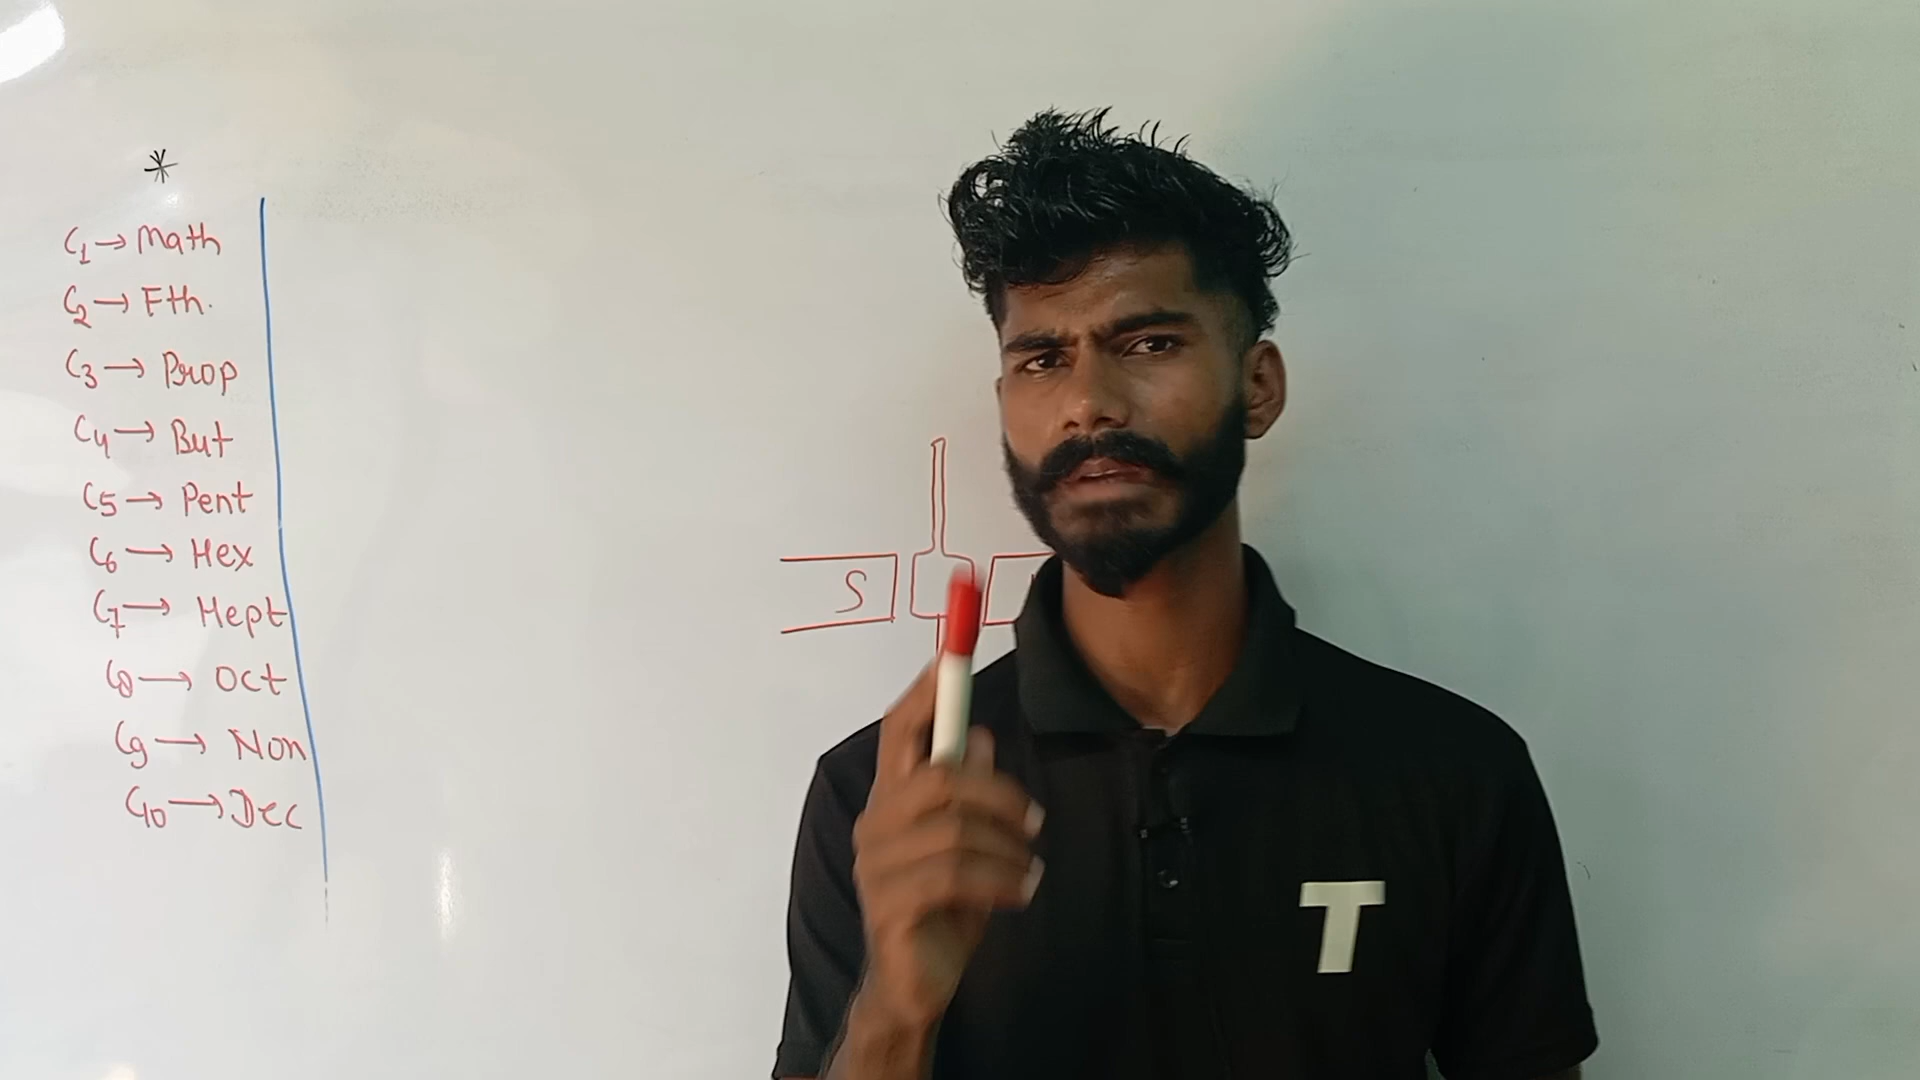 *
C1 → Math
C2 → Eth.
C3 → Prop
C4 → But
C5 → Pent
C6 → Hex
C7 → Hept
C8 → Oct
C9 → Non
C10 → Dec
S
T